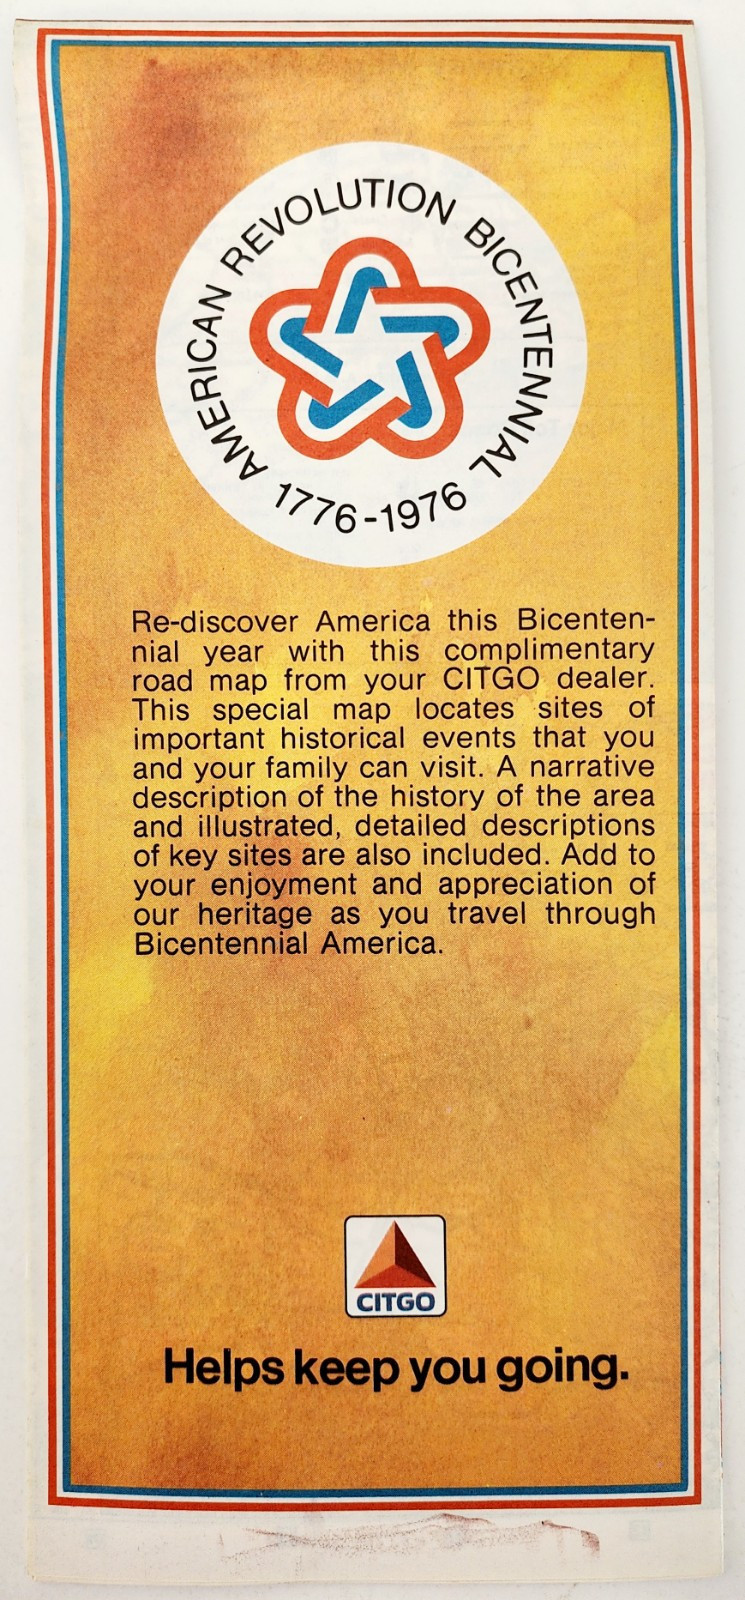 AMERICAN REVOLUTION BICENTENNIAL
1776-1976
Re-discover America this Bicenten-
nial year with this complimentary
road map from your CITGO dealer.
This special map locates sites of
important historical events that you
and your family can visit. A narrative
description of the history of the area
and illustrated, detailed descriptions
of key sites are also included. Add to
your enjoyment and appreciation of
our heritage as you travel through
Bicentennial America.
CITGO
Helps keep you going.